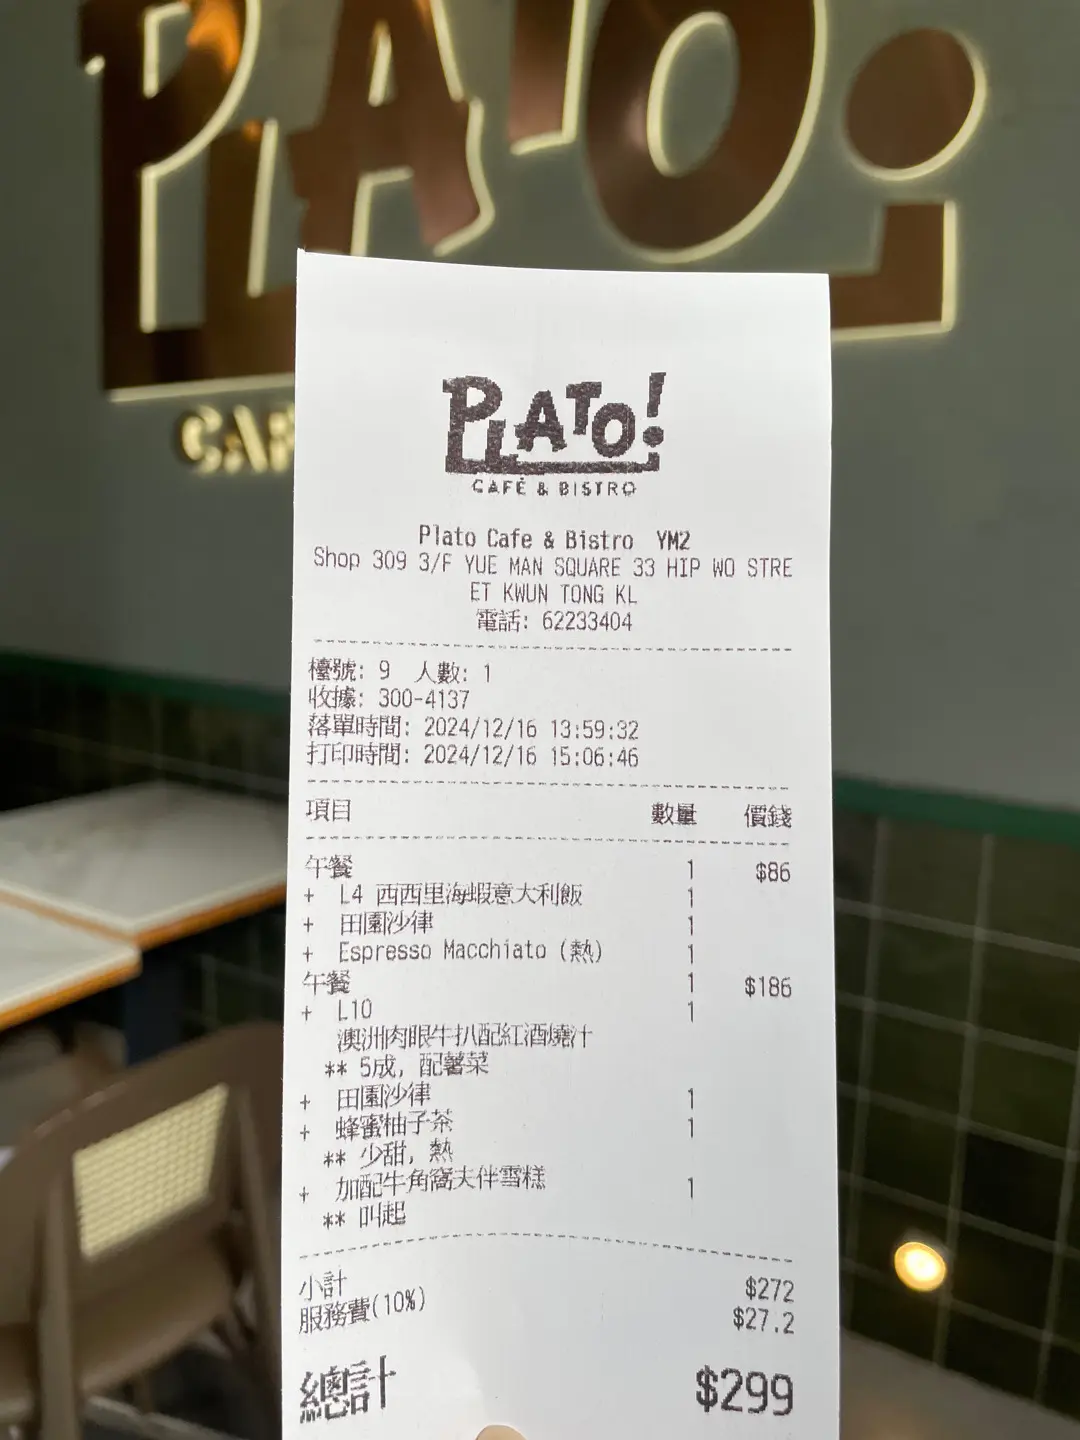 PLATO!
CAF
PLATO!
CAFÉ & BISTRO
Plato Cafe & Bistro YM2
Shop 309 3/F YUE MAN SQUARE 33 HIP WO STRE
ET KWUN TONG KL
電話: 62233404
檯號: 9 人數: 1
收據: 300-4137
落單時間: 2024/12/16 13:59:32
打印時間: 2024/12/16 15:06:46
項目 數量 價錢
午餐 1 $86
+ L4 西西里海蝦意大利飯 1
+ 田園沙律 1
+ Espresso Macchiato (熱) 1
午餐 1 $186
+ L10 1
澳洲肉眼牛扒配紅酒燒汁
** 5成, 配薯菜
+ 田園沙律 1
+ 蜂蜜柚子茶 1
** 少甜, 熱
+ 加配牛角窩夫伴雪糕 1
** 叫起
小計 $272
服務費(10%) $27.2
總計 $299